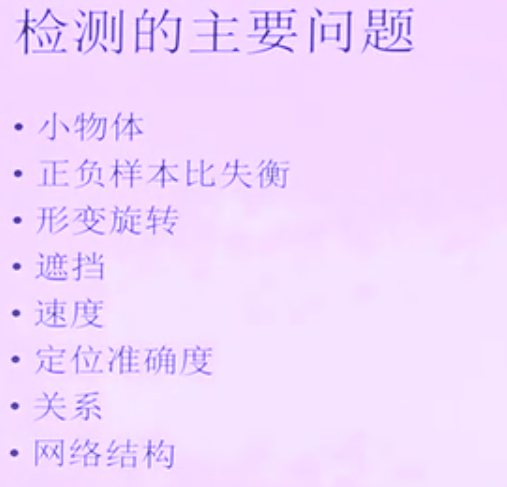 检测的主要问题
• 小物体
• 正负样本比失衡
• 形变旋转
• 遮挡
• 速度
• 定位准确度
• 关系
• 网络结构